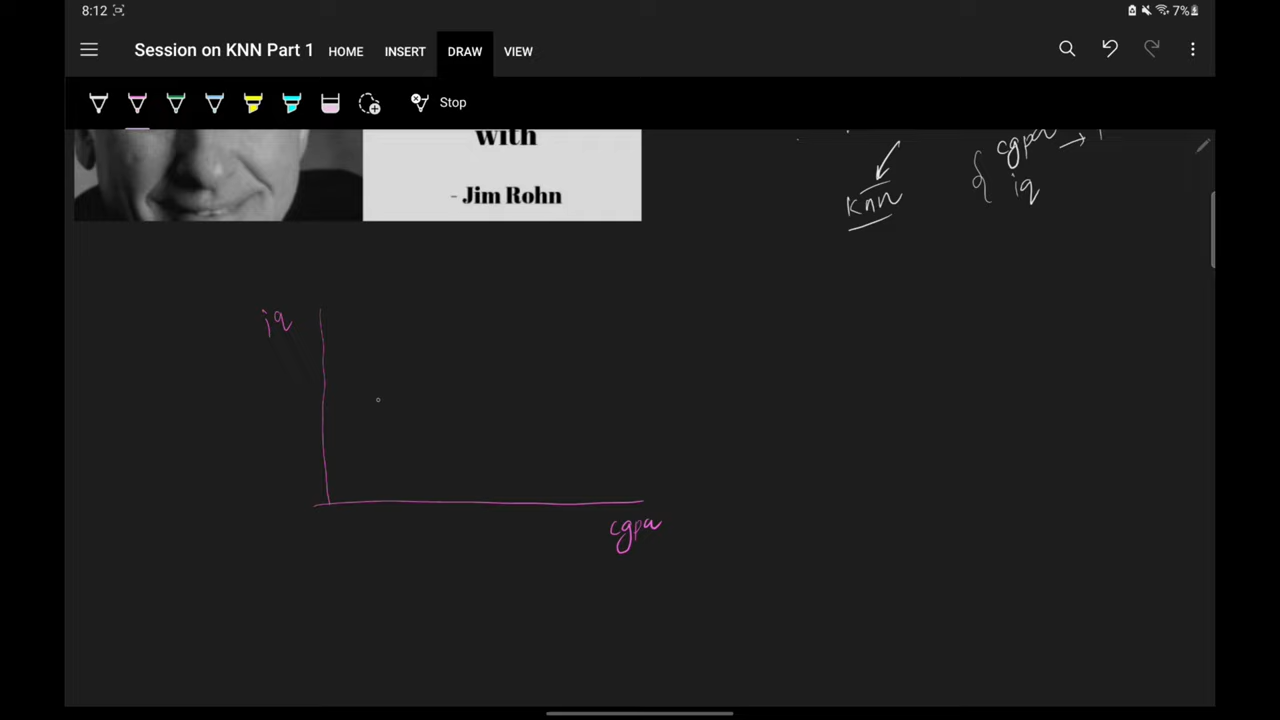 8:12 7%
Session on KNN Part 1 HOME INSERT DRAW VIEW
Stop
with
- Jim Rohn
cgpa
iq
knn
iq
cgpa